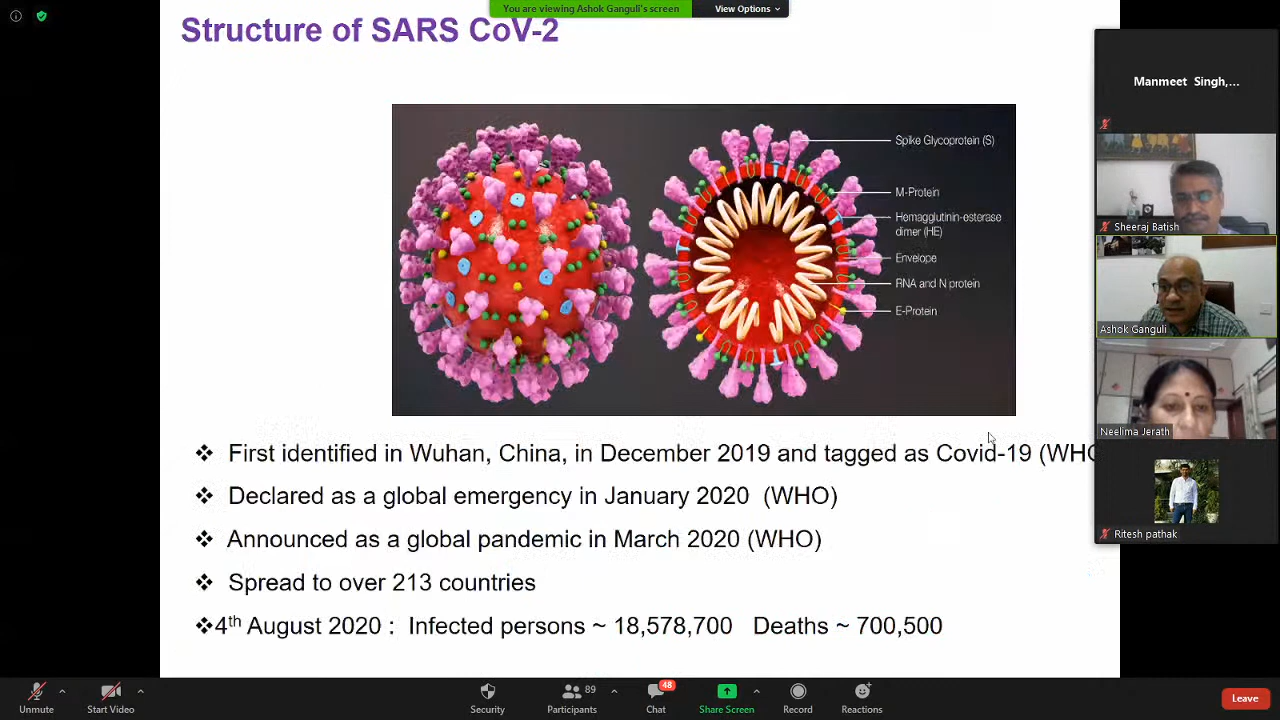 You are viewing Ashok Ganguli's screen
View Options
Structure of SARS CoV-2
Spike Glycoprotein (S)
M-Protein
Hemagglutinin-esterase
dimer (HE)
Envelope
RNA and N protein
E-Protein
❖ First identified in Wuhan, China, in December 2019 and tagged as Covid-19 (WHO
❖ Declared as a global emergency in January 2020 (WHO)
❖ Announced as a global pandemic in March 2020 (WHO)
❖ Spread to over 213 countries
❖4th August 2020 : Infected persons ~ 18,578,700 Deaths ~ 700,500
Manmeet Singh,...
Sheeraj Batish
Ashok Ganguli
Neelima Jerath
Ritesh pathak
Unmute
Start Video
Security
89
Participants
48
Chat
Share Screen
Record
Reactions
Leave